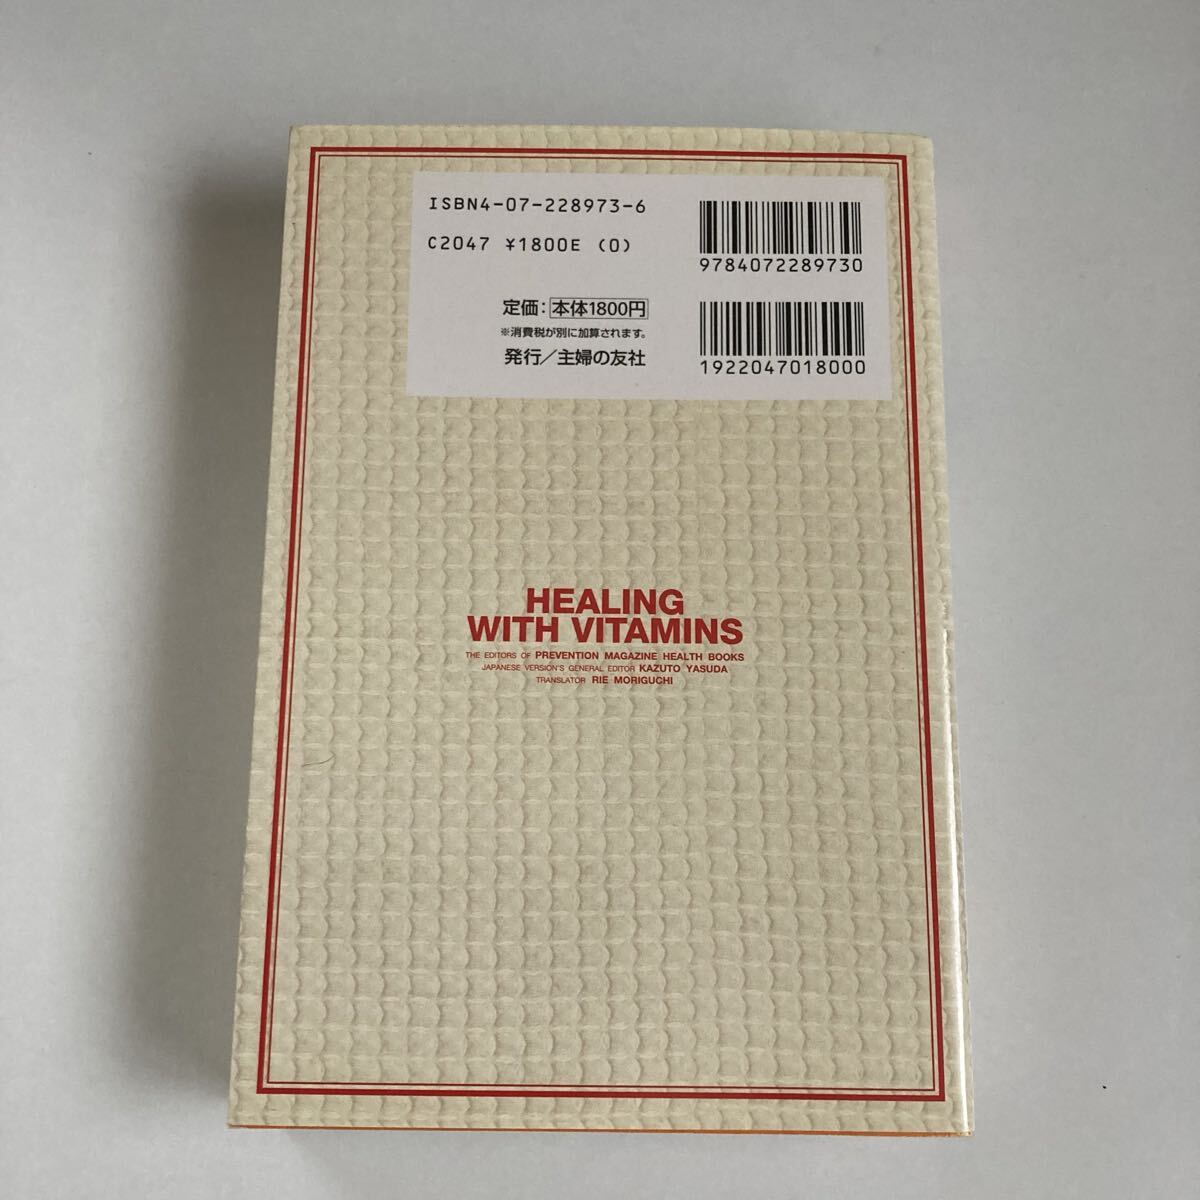 ISBN4-07-228973-6
C2047 ¥1800E (0)
9784072289730
定価：本体1800円
※消費税が別に加算されます。
発行／主婦の友社
1922047018000
HEALING
WITH VITAMINS
THE EDITORS OF PREVENTION MAGAZINE HEALTH BOOKS
JAPANESE VERSION'S GENERAL EDITOR KAZUTO YASUDA
TRANSLATOR RIE MORIGUCHI